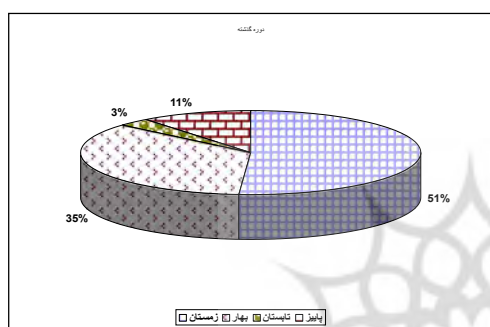 دوره گذشته
11%
3%
51%
35%
زمستان بهار تابستان پاییز